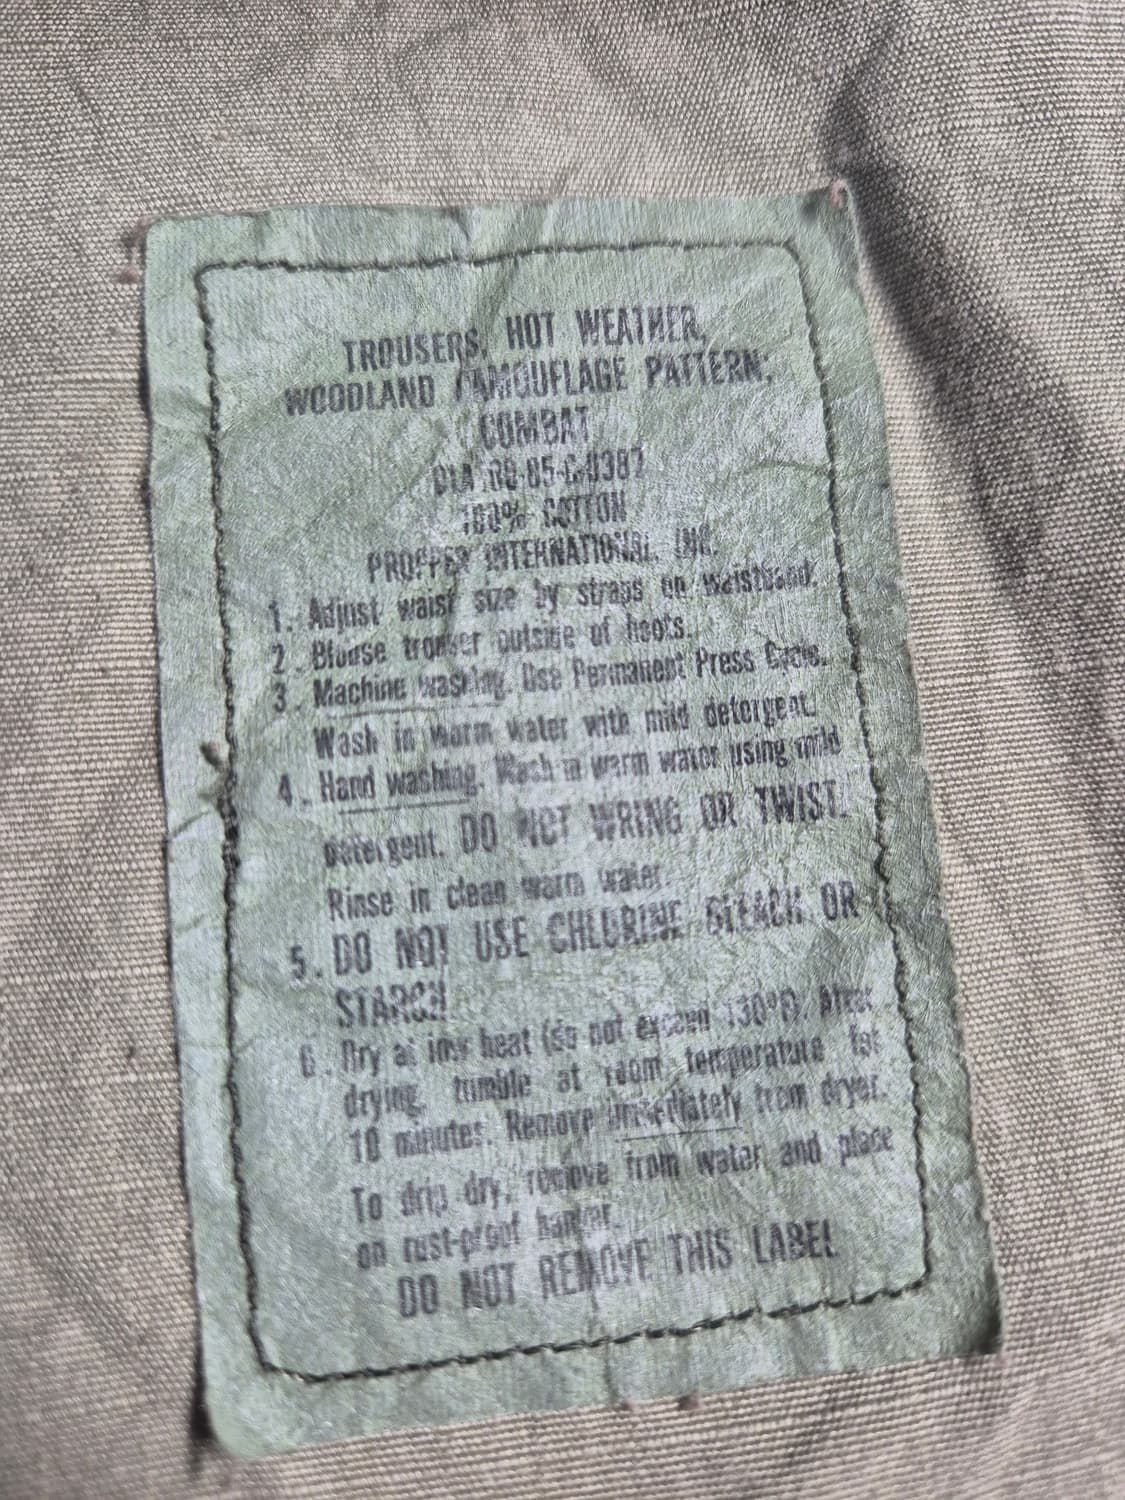 TROUSERS, HOT WEATHER,
WOODLAND CAMOUFLAGE PATTERN,
COMBAT
100% COTTON
PROPPER INTERNATIONAL, INC.
1. Adjust waist size by straps on waistband.
2. Blouse trouser outside of boots.
3. Machine washing. Use Permanent Press Cycle.
Wash in warm water with mild detergent.
4. Hand washing. Wash in warm water using mild
detergent. DO NOT WRING OR TWIST.
Rinse in clean warm water.
5. DO NOT USE CHLORINE BLEACH OR
STARCH.
6. Dry at low heat (do not exceed 130°F). After
drying, tumble at room temperature for
10 minutes. Remove immediately from dryer.
To drip dry, remove from water and place
on rust-proof hanger.
DO NOT REMOVE THIS LABEL